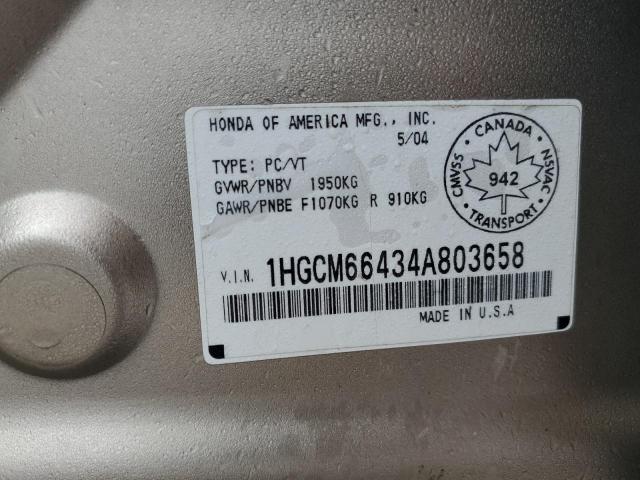 HONDA OF AMERICA MFG., INC.
5/04
TYPE: PC/VT
GVWR/PNBV 1950KG
GAWR/PNBE F1070KG R 910KG
CANADA
CMVSS
942
NSVAC
TRANSPORT
V.I.N. 1HGCM66434A803658
MADE IN U.S.A